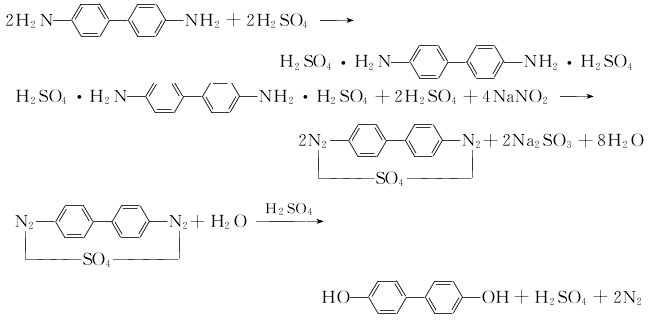 2H₂N—NH₂ + 2H₂SO₄ ⟶
H₂SO₄ · H₂N—NH₂ · H₂SO₄
H₂SO₄ · H₂N—NH₂ · H₂SO₄ + 2H₂SO₄ + 4NaNO₂ ⟶
2N₂—N₂ + 2Na₂SO₃ + 8H₂O
SO₄
H₂SO₄
N₂—N₂ + H₂O ⟶
SO₄
HO—OH + H₂SO₄ + 2N₂